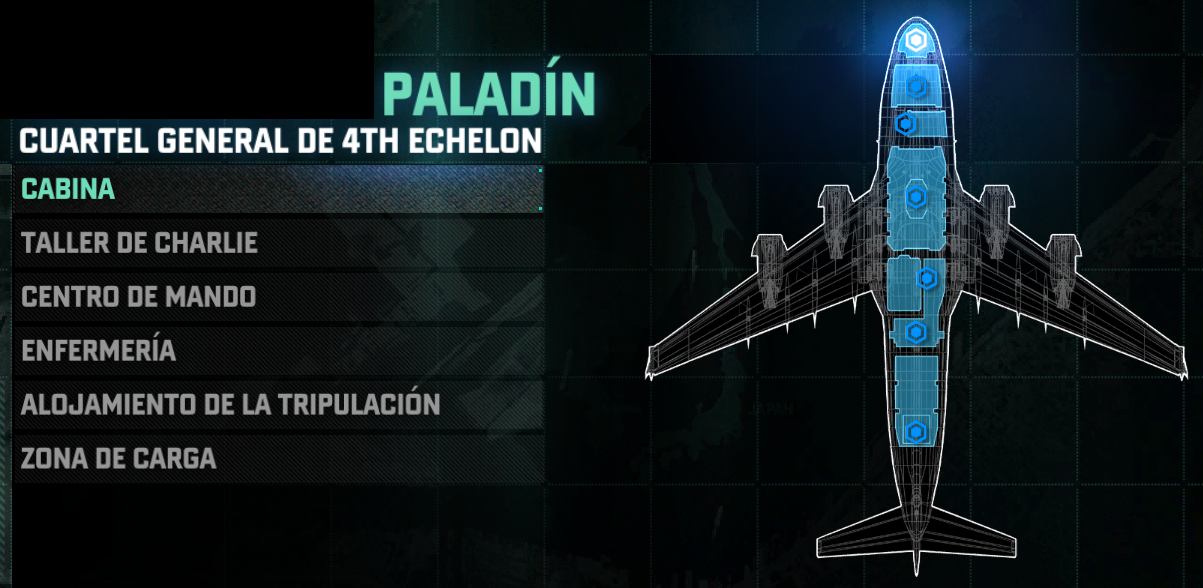 PALADÍN
CUARTEL GENERAL DE 4TH ECHELON
CABINA
TALLER DE CHARLIE
CENTRO DE MANDO
ENFERMERÍA
ALOJAMIENTO DE LA TRIPULACIÓN
ZONA DE CARGA
JAPAN